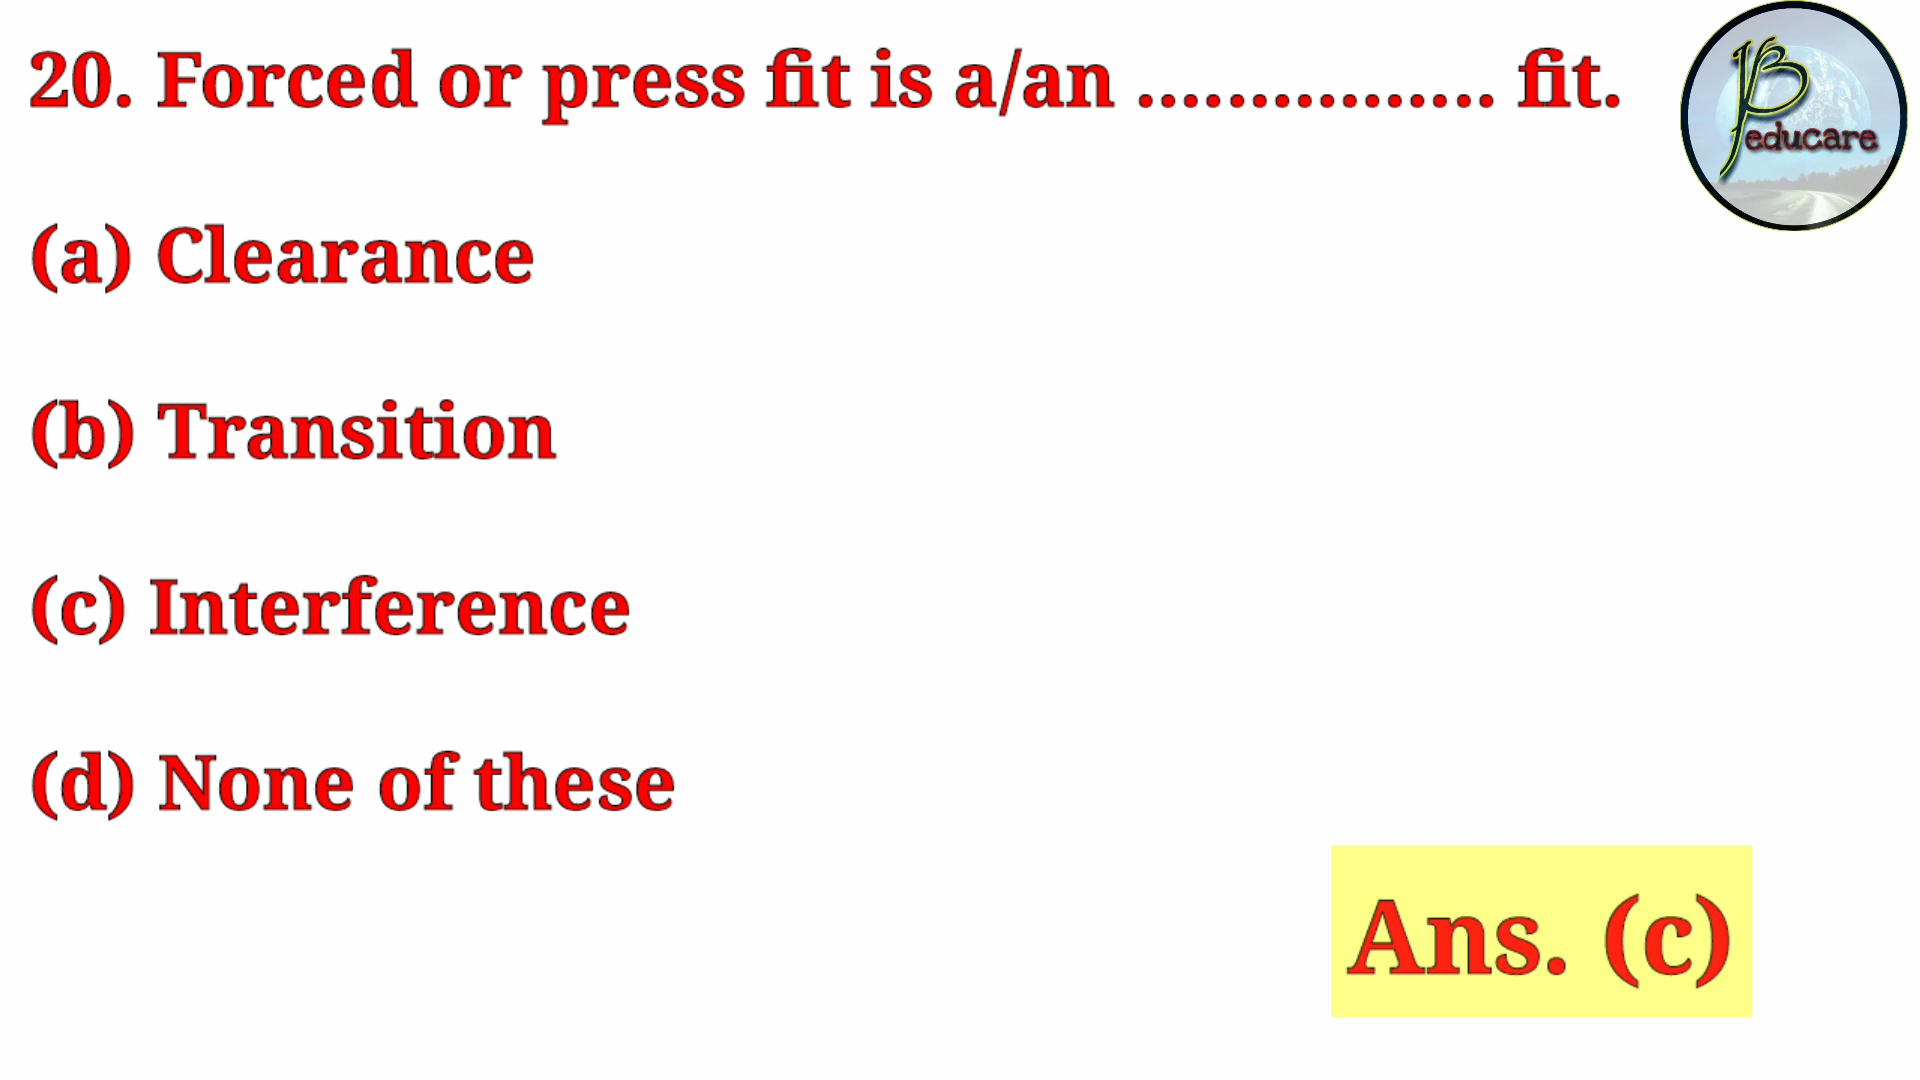 20. Forced or press fit is a/an ................ fit.
(a) Clearance
(b) Transition
(c) Interference
(d) None of these
Ans. (c)
educare